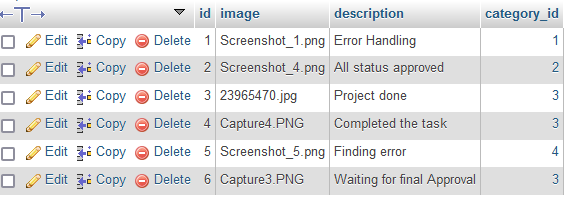 id image description category_id
Edit Copy Delete 1 Screenshot_1.png Error Handling 1
Edit Copy Delete 2 Screenshot_4.png All status approved 2
Edit Copy Delete 3 23965470.jpg Project done 3
Edit Copy Delete 4 Capture4.PNG Completed the task 3
Edit Copy Delete 5 Screenshot_5.png Finding error 4
Edit Copy Delete 6 Capture3.PNG Waiting for final Approval 3